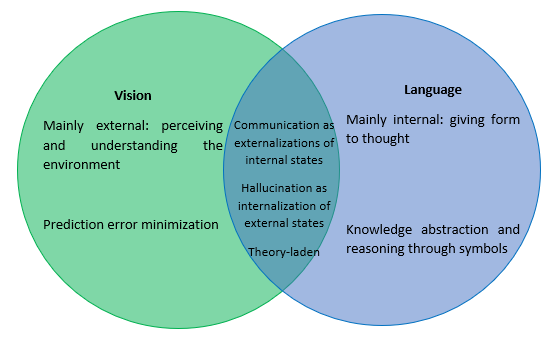 Vision
Mainly external: perceiving
and understanding the
environment
Prediction error minimization
Communication as
externalizations of
internal states
Hallucination as
internalization of
external states
Theory-laden
Language
Mainly internal: giving form
to thought
Knowledge abstraction and
reasoning through symbols